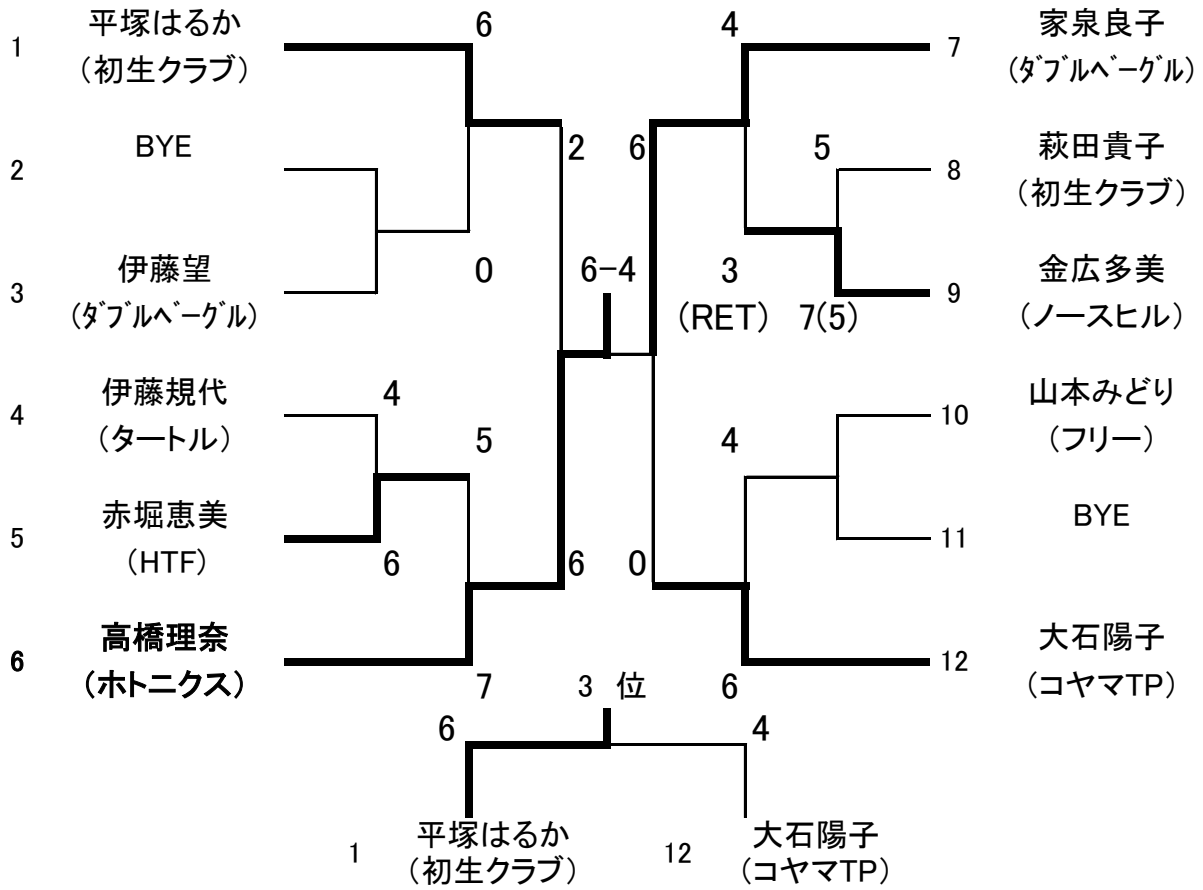 1 平塚はるか
(初生クラブ)
2 BYE
3 伊藤望
(ﾀﾞﾌﾞﾙﾍﾞｰｸﾞﾙ)
4 伊藤規代
(タートル)
5 赤堀恵美
(HTF)
6 高橋理奈
(ホトニクス)
6
0
4
6
5
7
2
6
6-4
6
0
4
3
(RET)
5
7(5)
4
6
7 家泉良子
(ﾀﾞﾌﾞﾙﾍﾞｰｸﾞﾙ)
8 萩田貴子
(初生クラブ)
9 金広多美
(ノースヒル)
10 山本みどり
(フリー)
11 BYE
12 大石陽子
(コヤマTP)
3 位
6 4
1 平塚はるか
(初生クラブ)
12 大石陽子
(コヤマTP)